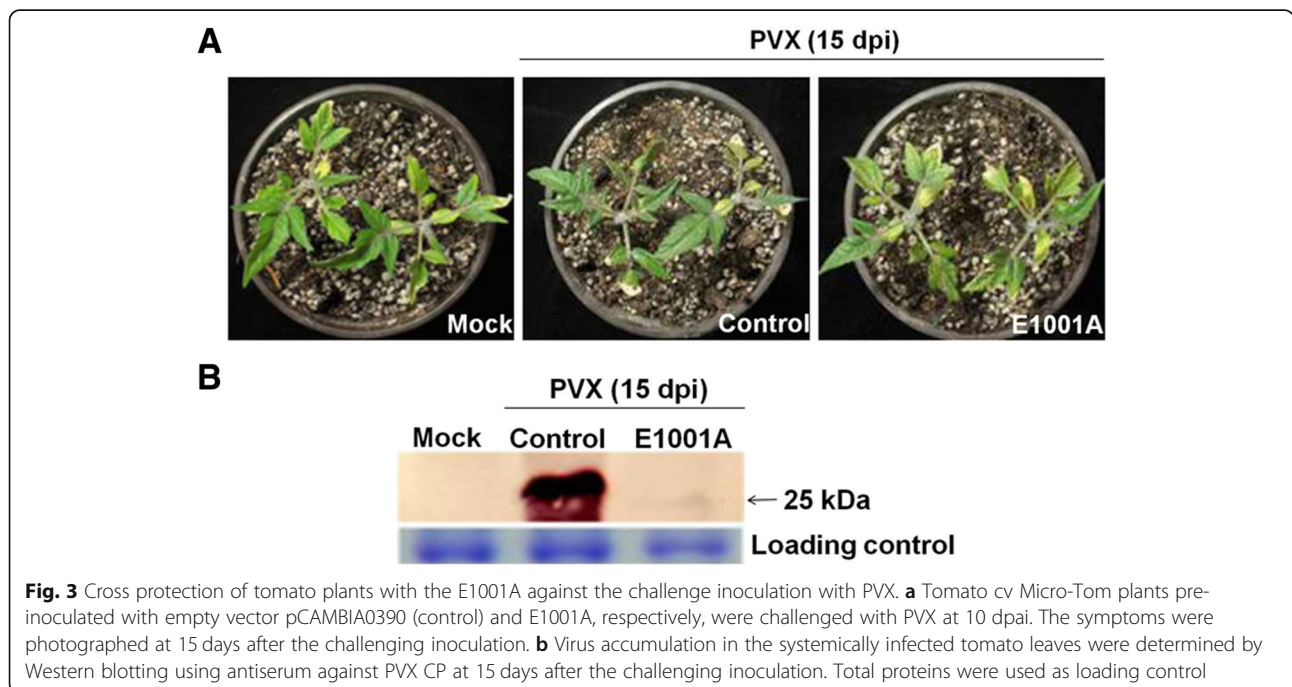 A
PVX (15 dpi)
Mock
Control
E1001A
B
PVX (15 dpi)
Mock Control E1001A
25 kDa
Loading control
Fig. 3 Cross protection of tomato plants with the E1001A against the challenge inoculation with PVX. a Tomato cv Micro-Tom plants pre-
inoculated with empty vector pCAMBIA0390 (control) and E1001A, respectively, were challenged with PVX at 10 dpai. The symptoms were
photographed at 15 days after the challenging inoculation. b Virus accumulation in the systemically infected tomato leaves were determined by
Western blotting using antiserum against PVX CP at 15 days after the challenging inoculation. Total proteins were used as loading control